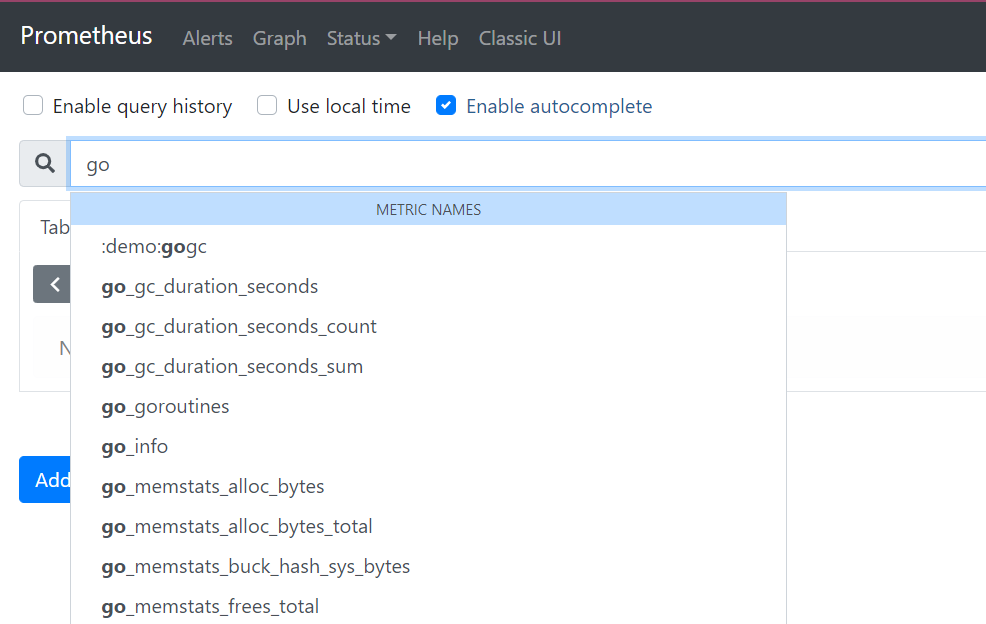 Prometheus Alerts Graph Status Help Classic UI
Enable query history Use local time Enable autocomplete
go
METRIC NAMES
:demo:gogc
go_gc_duration_seconds
go_gc_duration_seconds_count
go_gc_duration_seconds_sum
go_goroutines
go_info
go_memstats_alloc_bytes
go_memstats_alloc_bytes_total
go_memstats_buck_hash_sys_bytes
go_memstats_frees_total
Tab
Add